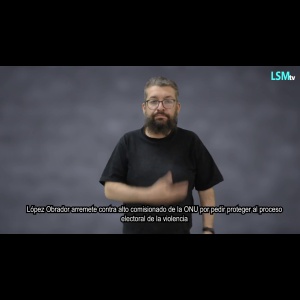 LSMtv
López Obrador arremete contra alto comisionado de la ONU por pedir proteger al proceso
electoral de la violencia